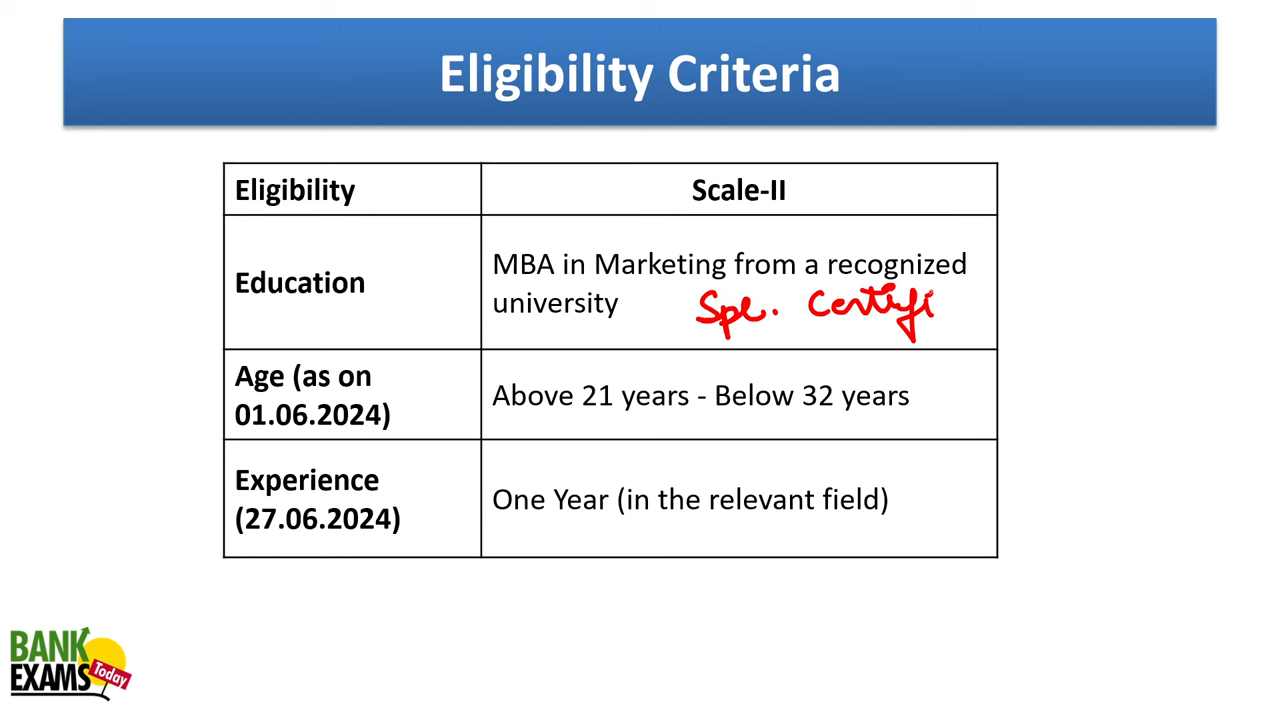 Eligibility Criteria
Eligibility
Scale-II
Education
MBA in Marketing from a recognized
university
Spl. Certifi
Age (as on
01.06.2024)
Above 21 years - Below 32 years
Experience
(27.06.2024)
One Year (in the relevant field)
BANK
EXAMS
Today